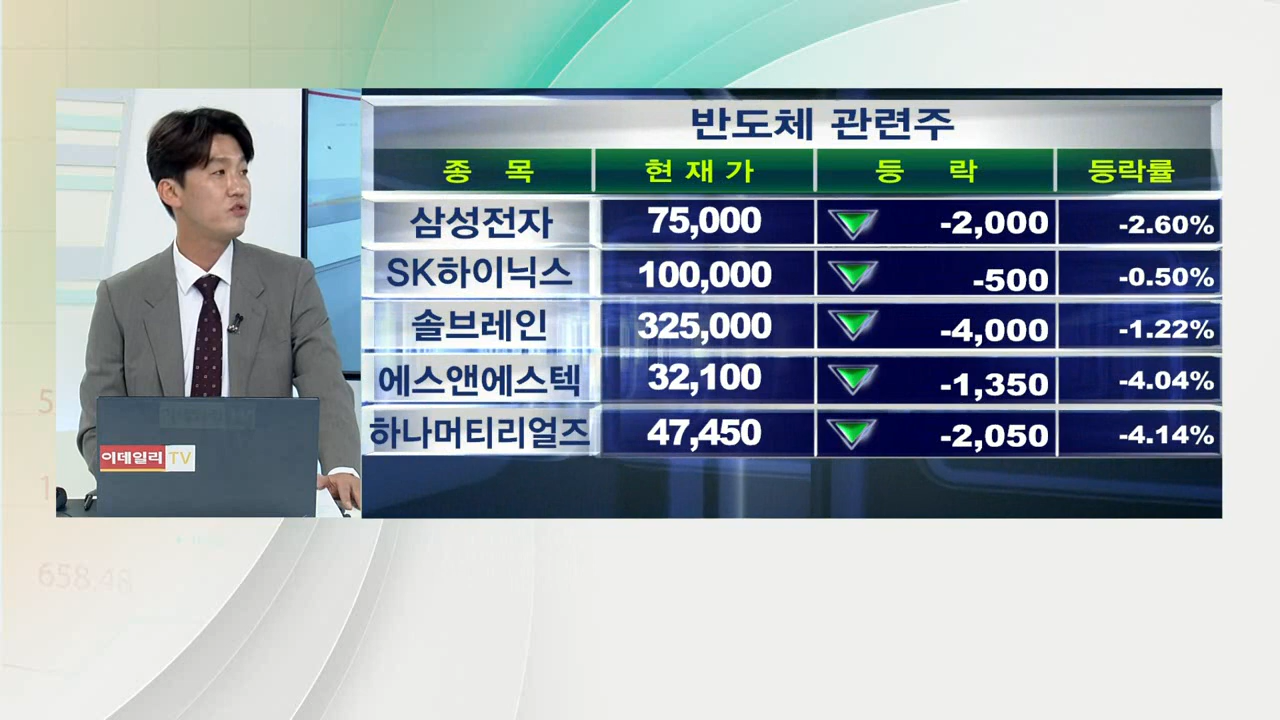 반도체 관련주
종 목 현 재 가 등 락 등락률
삼성전자 75,000 -2,000 -2.60%
SK하이닉스 100,000 -500 -0.50%
솔브레인 325,000 -4,000 -1.22%
에스앤에스텍 32,100 -1,350 -4.04%
하나머티리얼즈 47,450 -2,050 -4.14%
이데일리 TV
5
1
658.48